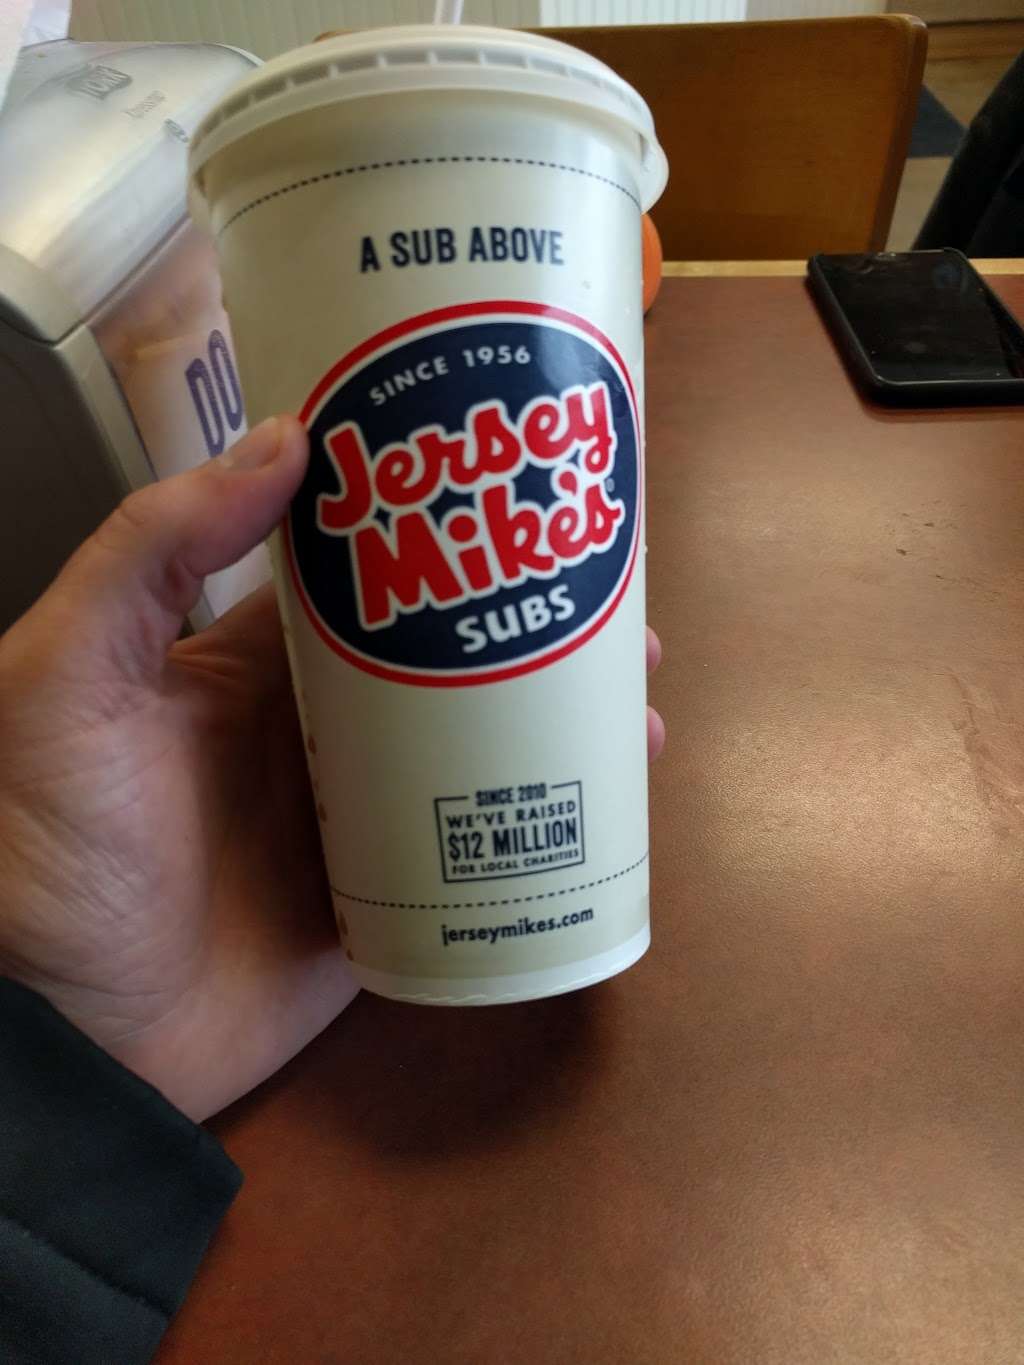 A SUB ABOVE
SINCE 1956
Jersey
Mike's®
SUBS
SINCE 2010
WE'VE RAISED
$12 MILLION
FOR LOCAL CHARITIES
jerseymikes.com
DO